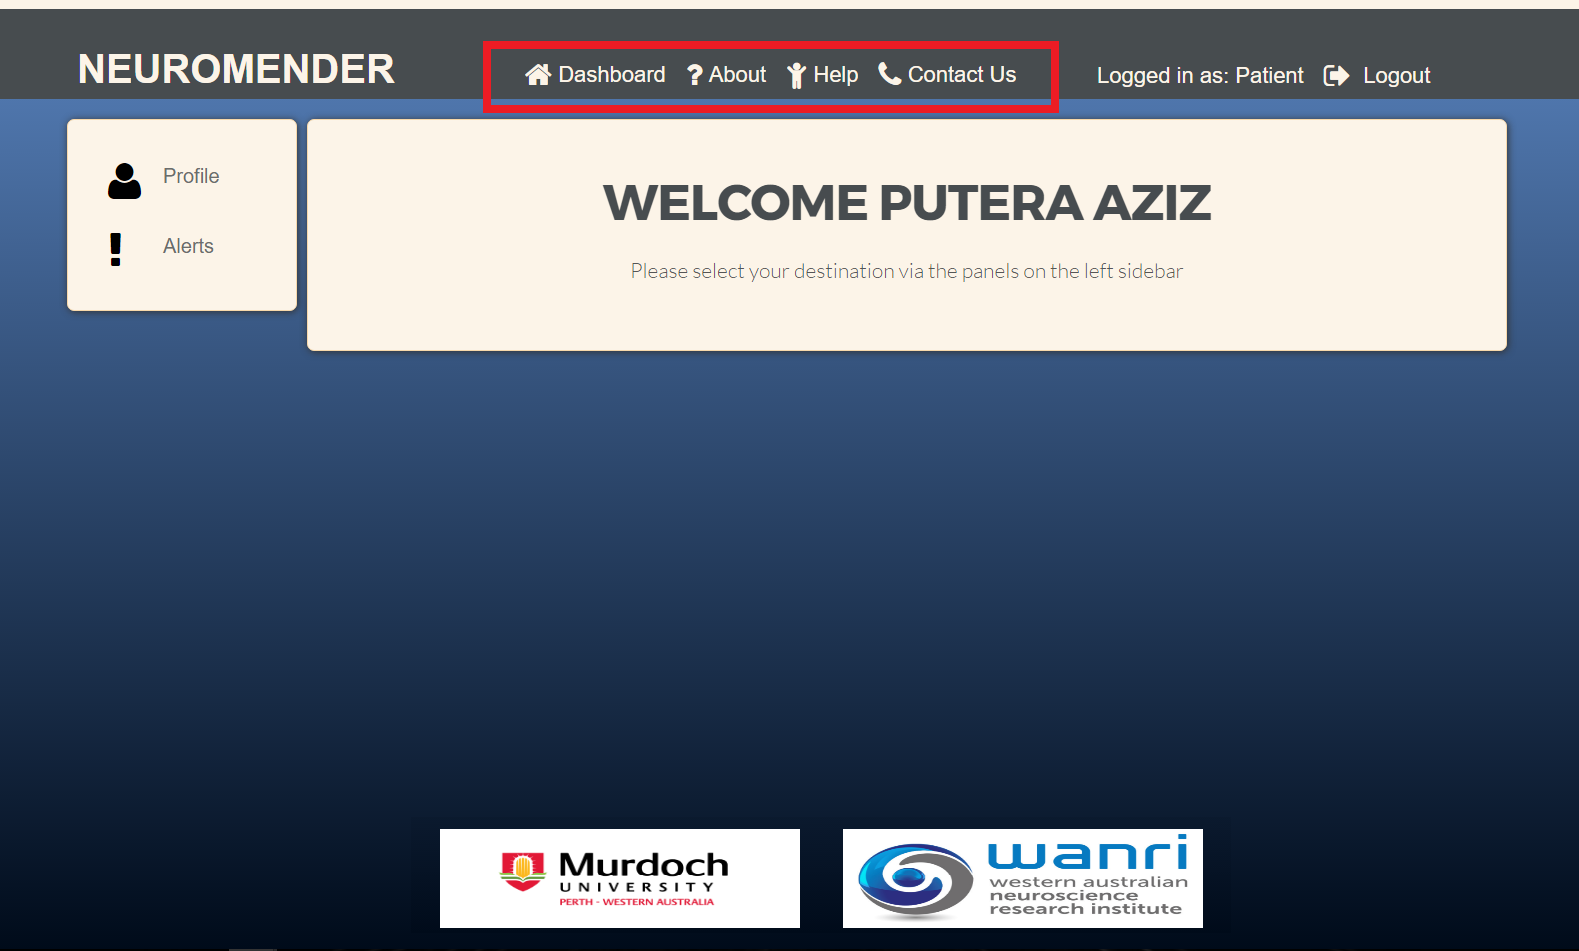 NEUROMENDER
Dashboard ? About Help Contact Us
Logged in as: Patient Logout
Profile
! Alerts
WELCOME PUTERA AZIZ
Please select your destination via the panels on the left sidebar
Murdoch
UNIVERSITY
PERTH - WESTERN AUSTRALIA
wanri
western australian
neuroscience
research institute